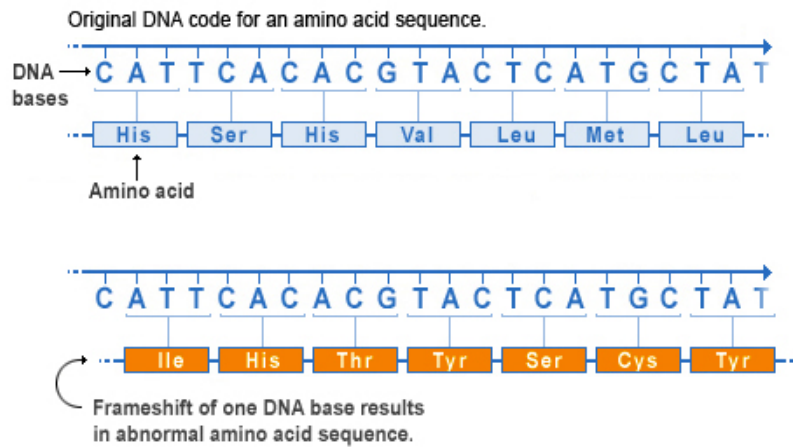 Original DNA code for an amino acid sequence.
DNA bases
C A T T C A C A C G T A C T C A T G C T A T
His Ser His Val Leu Met Leu
Amino acid
C A T T C A C A C G T A C T C A T G C T A T
Ile His Thr Tyr Ser Cys Tyr
Frameshift of one DNA base results
in abnormal amino acid sequence.